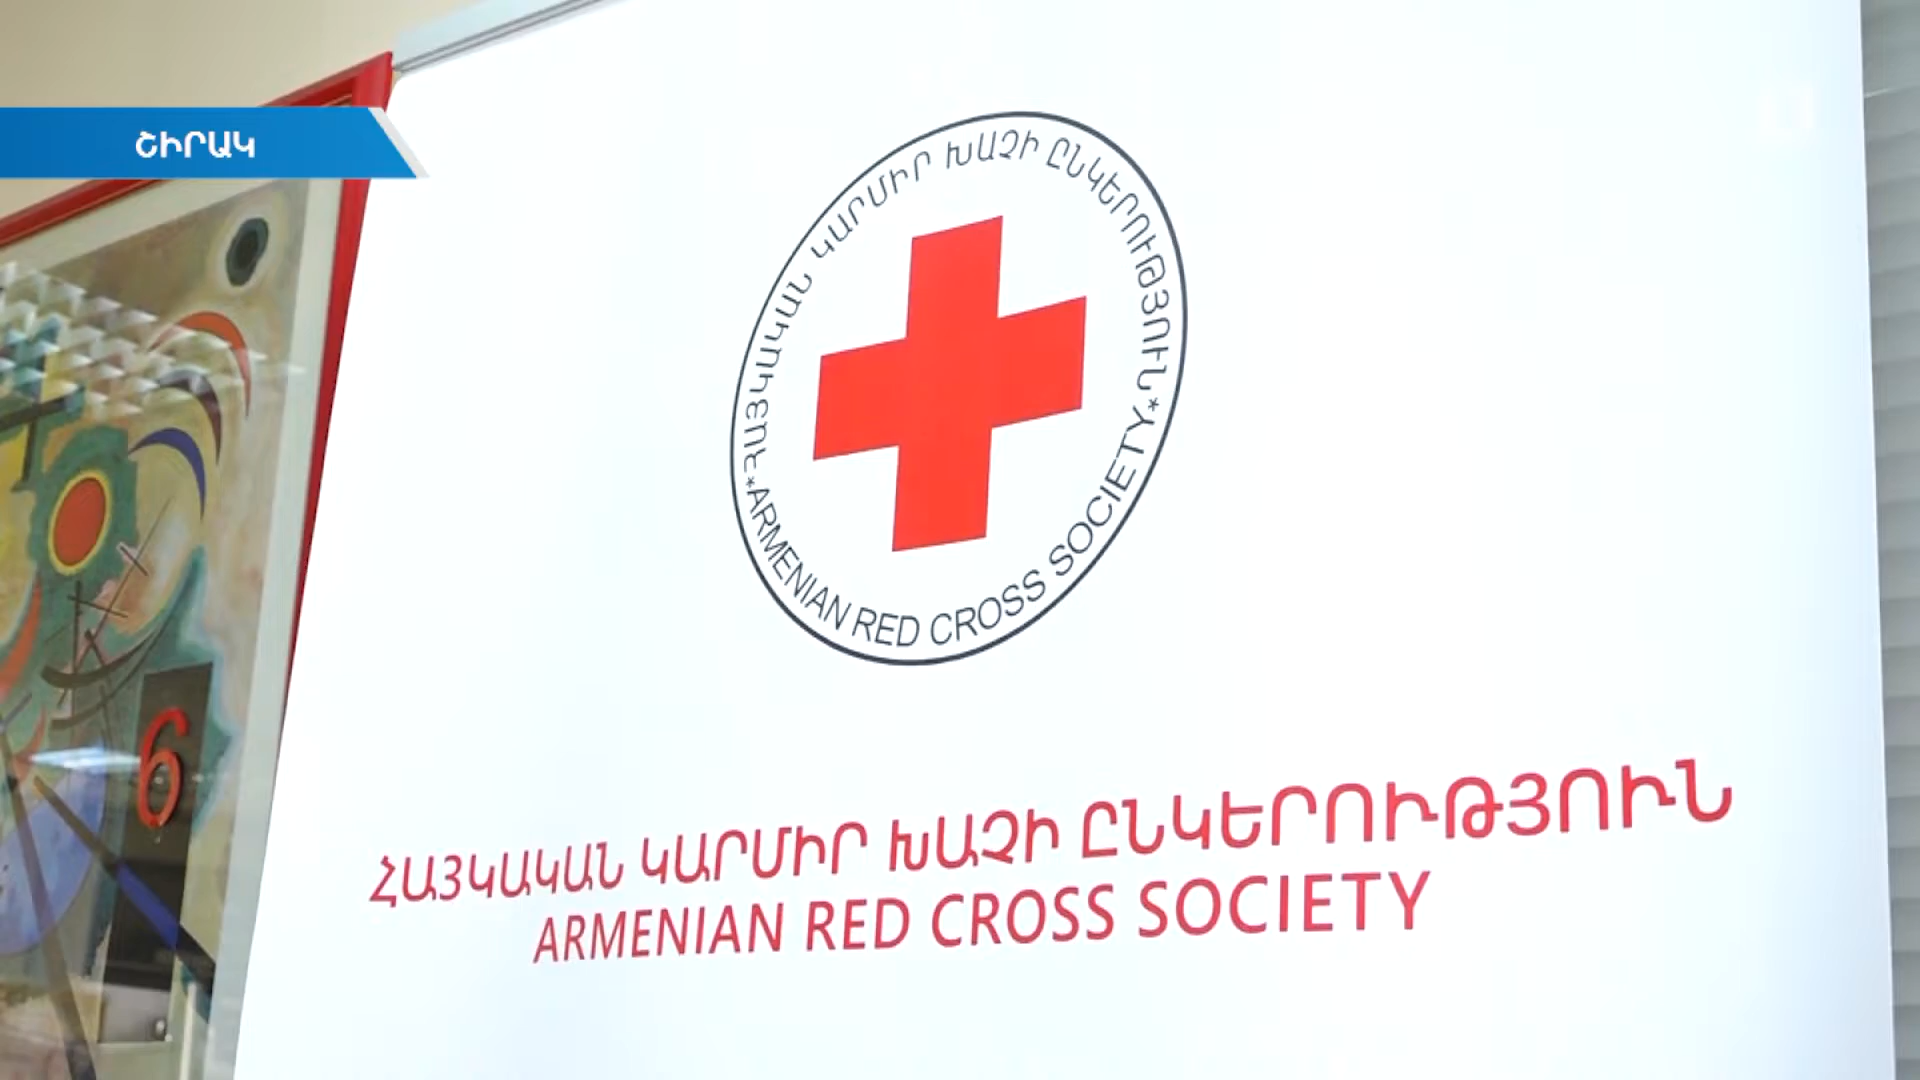 ՇԻՐԱԿ
ՀԱՅԿԱԿԱՆ ԿԱՐՄԻՐ ԽԱՉԻ ԸՆԿԵՐՈՒԹՅՈՒՆ
*ARMENIAN RED CROSS SOCIETY*
6
ՀԱՅԿԱԿԱՆ ԿԱՐՄԻՐ ԽԱՉԻ ԸՆԿԵՐՈՒԹՅՈՒՆ
ARMENIAN RED CROSS SOCIETY